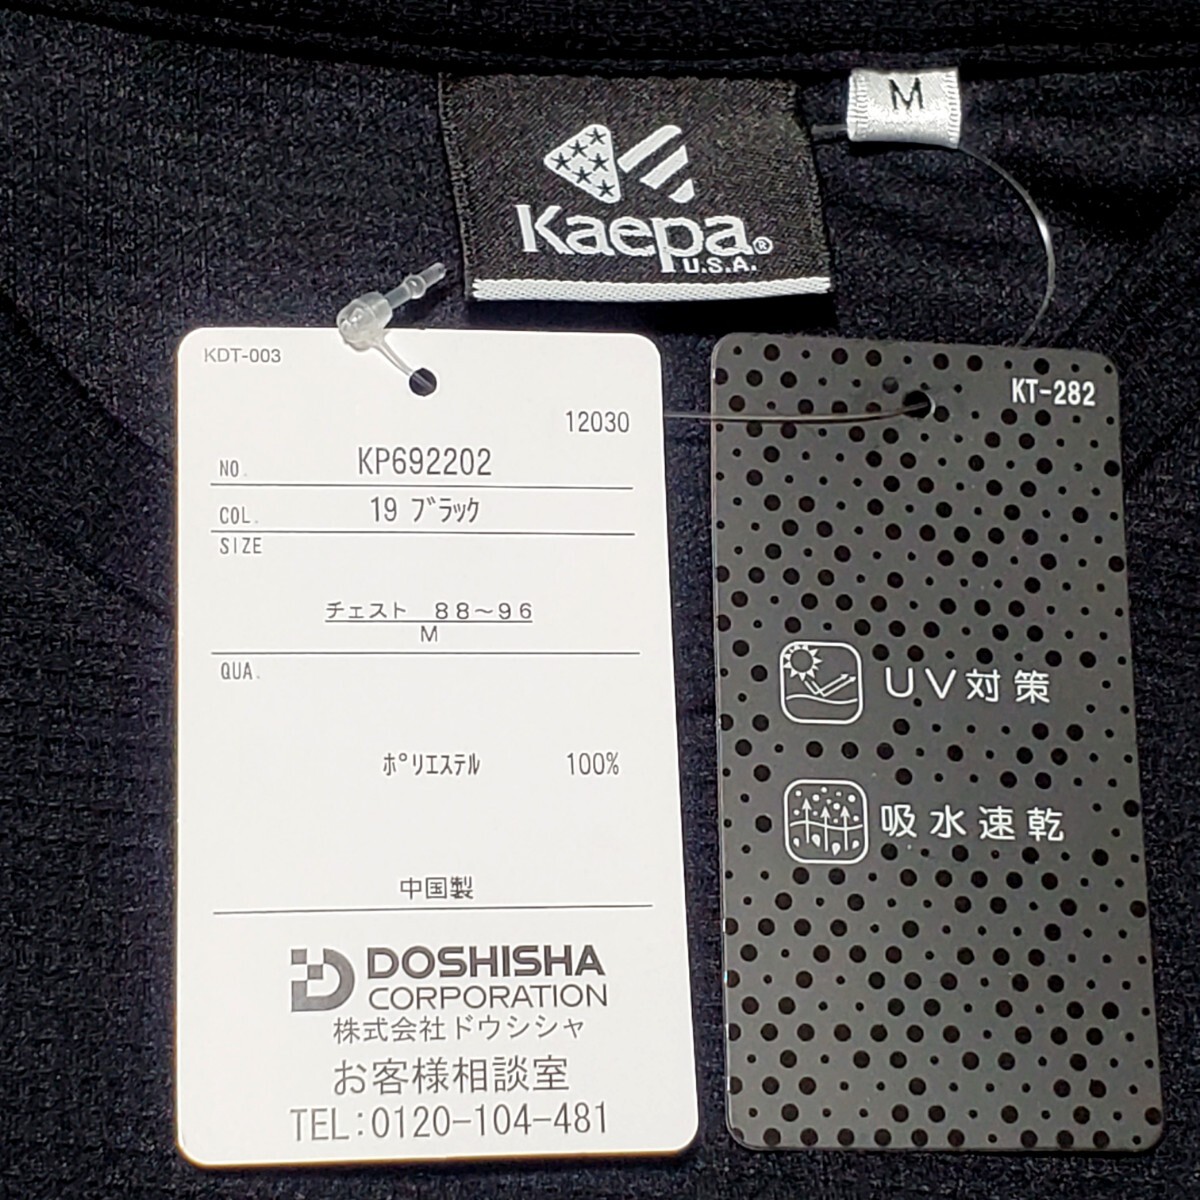 M
Kaepa®
U.S.A.
KDT-003
12030
NO. KP692202
COL. 19 ﾌﾞﾗｯｸ
SIZE
チェスト 88～96
M
QUA.
ﾎﾟﾘｴｽﾃﾙ 100%
中国製
DOSHISHA
CORPORATION
株式会社ドウシシャ
お客様相談室
TEL:0120-104-481
KT-282
UV対策
吸水速乾